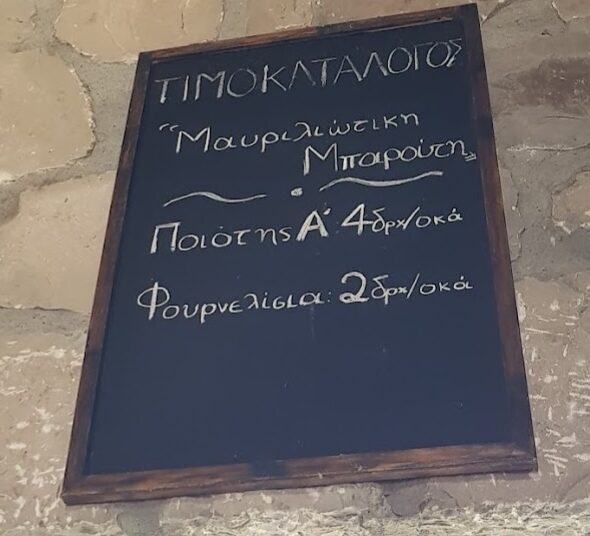 ΤΙΜΟΚΑΤΑΛΟΓΟΣ
“Μαυριλιώτικη
Μπαρούτη„
Ποιότης Α΄ 4δρχ/οκά
Φουρνελίσια: 2δρχ/οκά